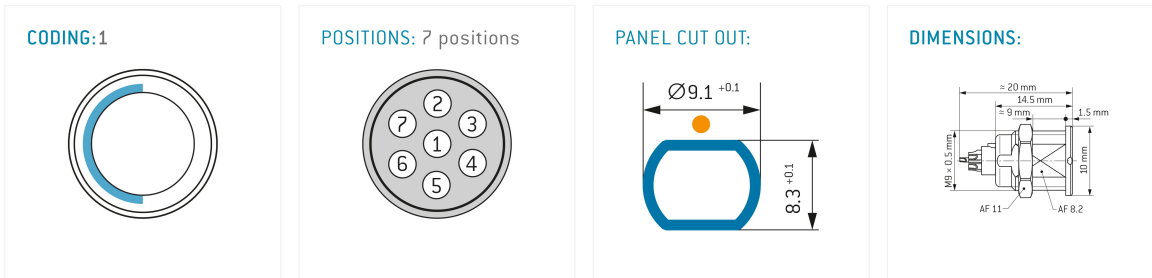 CODING:1
POSITIONS: 7 positions
2
7
3
1
6
4
5
PANEL CUT OUT:
Ø9.1 +0.1
8.3 +0.1
DIMENSIONS:
≈ 20 mm
14.5 mm
≈ 9 mm
1.5 mm
M9 × 0.5 mm
10 mm
AF 11
AF 8.2